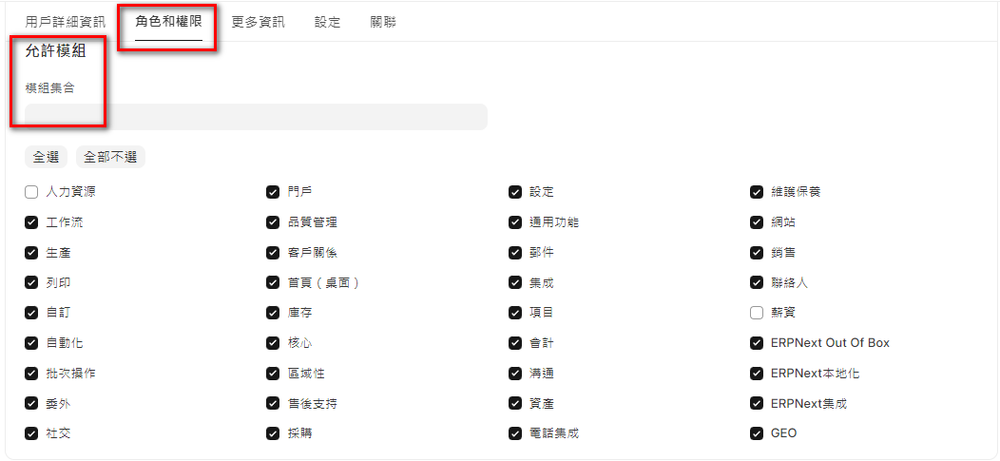 用戶詳細資訊 角色和權限 更多資訊 設定 關聯
允許模組
模組集合
全選 全部不選
人力資源 門戶 設定 維護保養
工作流 品質管理 通用功能 網站
生產 客戶關係 郵件 銷售
列印 首頁（桌面） 集成 聯絡人
自訂 庫存 項目 薪資
自動化 核心 會計 ERPNext Out Of Box
批次操作 區域性 溝通 ERPNext本地化
委外 售後支持 資產 ERPNext集成
社交 採購 電話集成 GEO